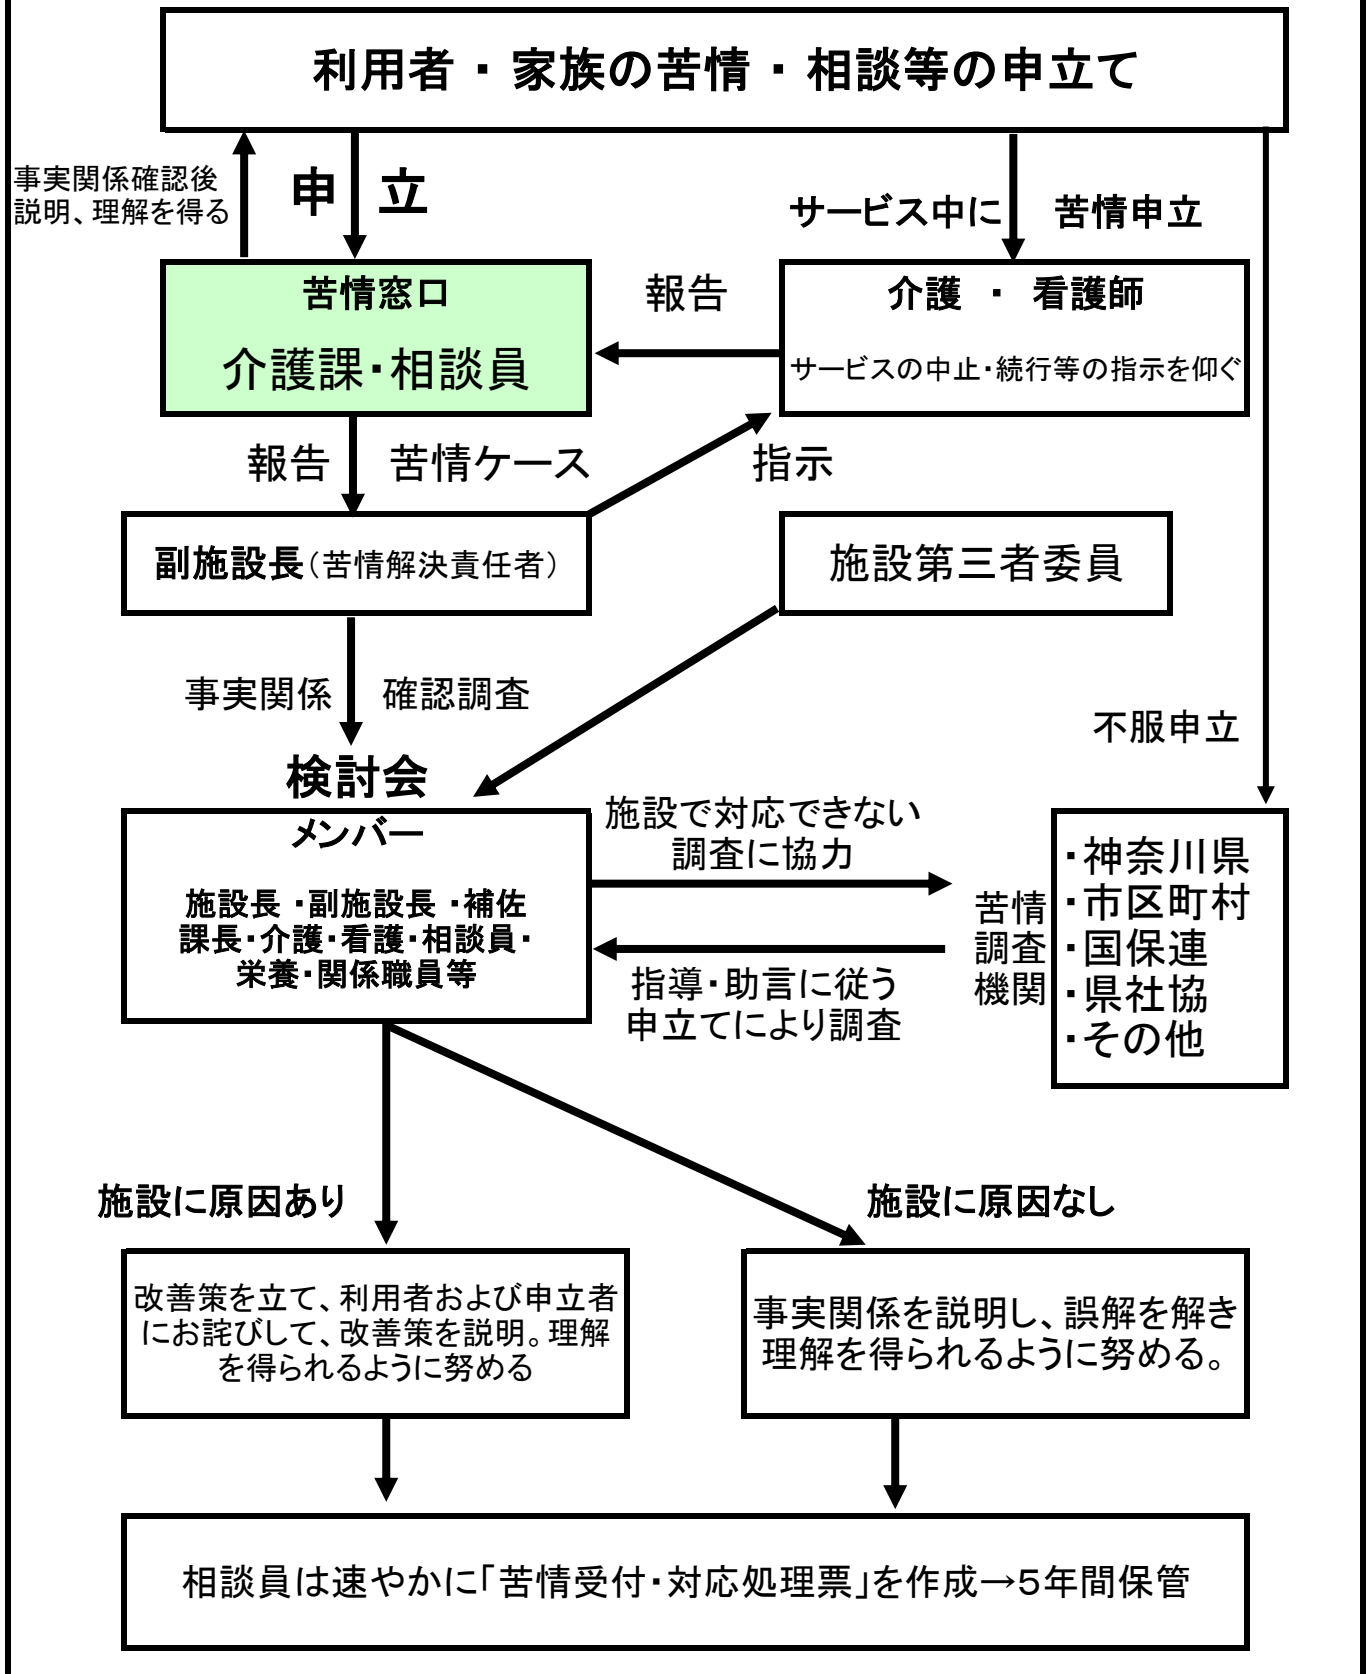 利用者 ・ 家族の苦情 ・ 相談等の申立て
事実関係確認後
説明、理解を得る
申 立
サービス中に 苦情申立
苦情窓口
介護課・相談員
報告
介護 ・ 看護師
サービスの中止・続行等の指示を仰ぐ
報告 苦情ケース
指示
副施設長（苦情解決責任者）
施設第三者委員
事実関係 確認調査
不服申立
検討会
メンバー
施設長 ・副施設長 ・補佐
課長・介護・看護・相談員・
栄養・関係職員等
施設で対応できない
調査に協力
指導・助言に従う
申立てにより調査
苦情
調査
機関
・神奈川県
・市区町村
・国保連
・県社協
・その他
施設に原因あり
施設に原因なし
改善策を立て、利用者および申立者
にお詫びして、改善策を説明。理解
を得られるように努める
事実関係を説明し、誤解を解き
理解を得られるように努める。
相談員は速やかに「苦情受付・対応処理票」を作成→５年間保管